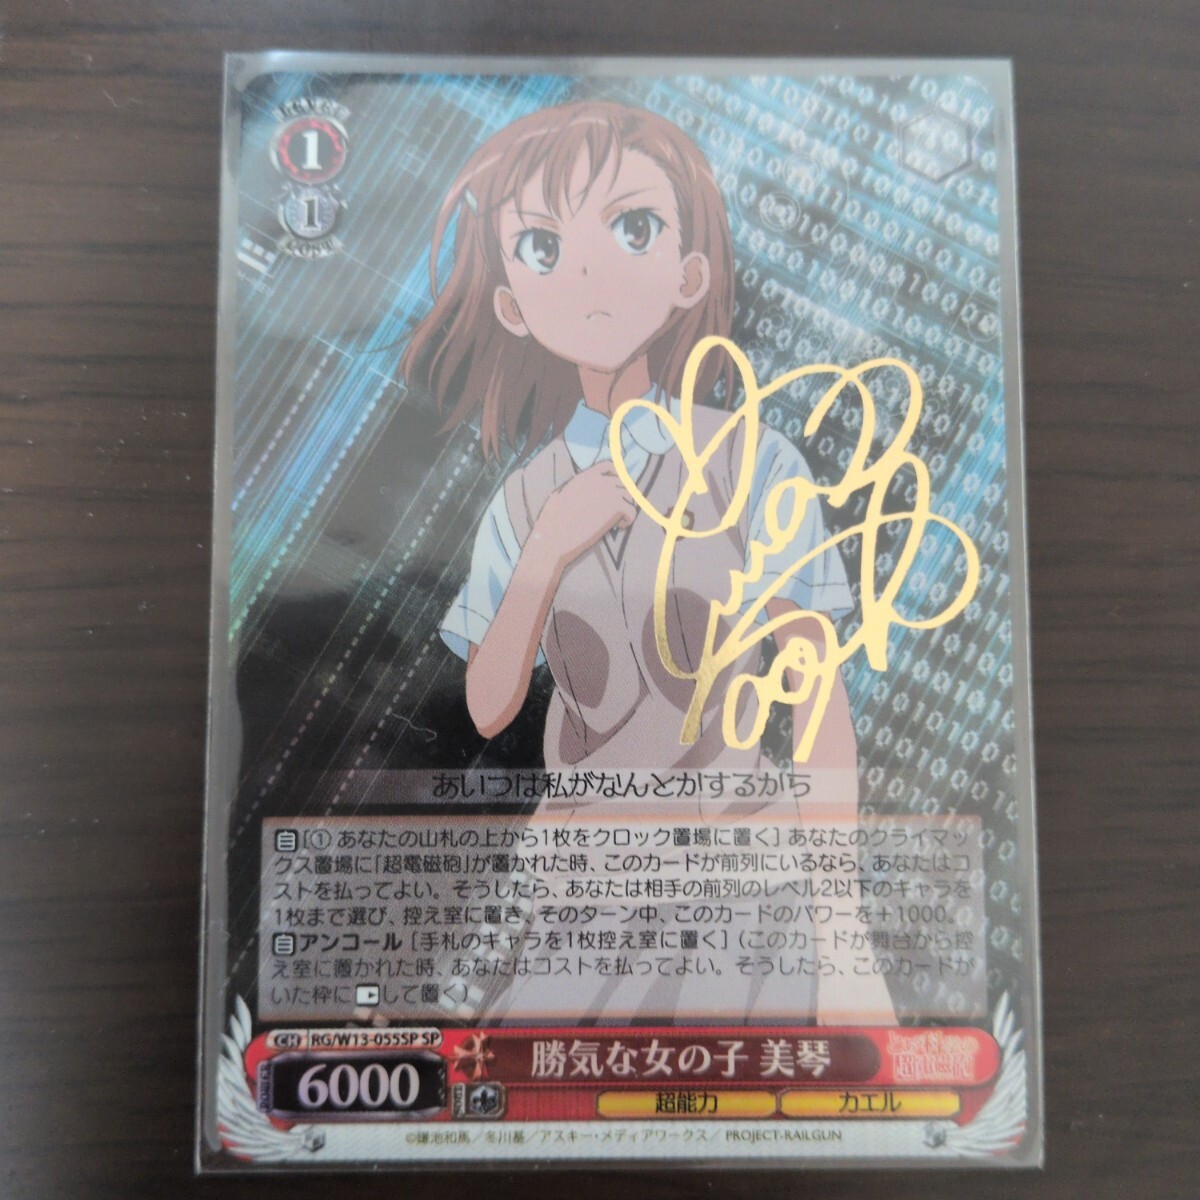 LEVEL
1
1
COST
あいつは私がなんとかするから
自[① あなたの山札の上から1枚をクロック置場に置く] あなたのクライマッ
クス置場に「超電磁砲」が置かれた時、このカードが前列にいるなら、あなたはコ
ストを払ってよい。そうしたら、あなたは相手の前列のレベル2以下のキャラを
1枚まで選び、控え室に置き、そのターン中、このカードのパワーを＋1000。
自アンコール [手札のキャラを1枚控え室に置く] (このカードが舞台から控
え室に置かれた時、あなたはコストを払ってよい。そうしたら、このカードが
いた枠に して置く)
CH RG/W13-055SP SP
POWER 6000
勝気な女の子 美琴
とある科学の超電磁砲
超能力 カエル
©鎌池和馬／冬川基／アスキー・メディアワークス／ PROJECT-RAILGUN